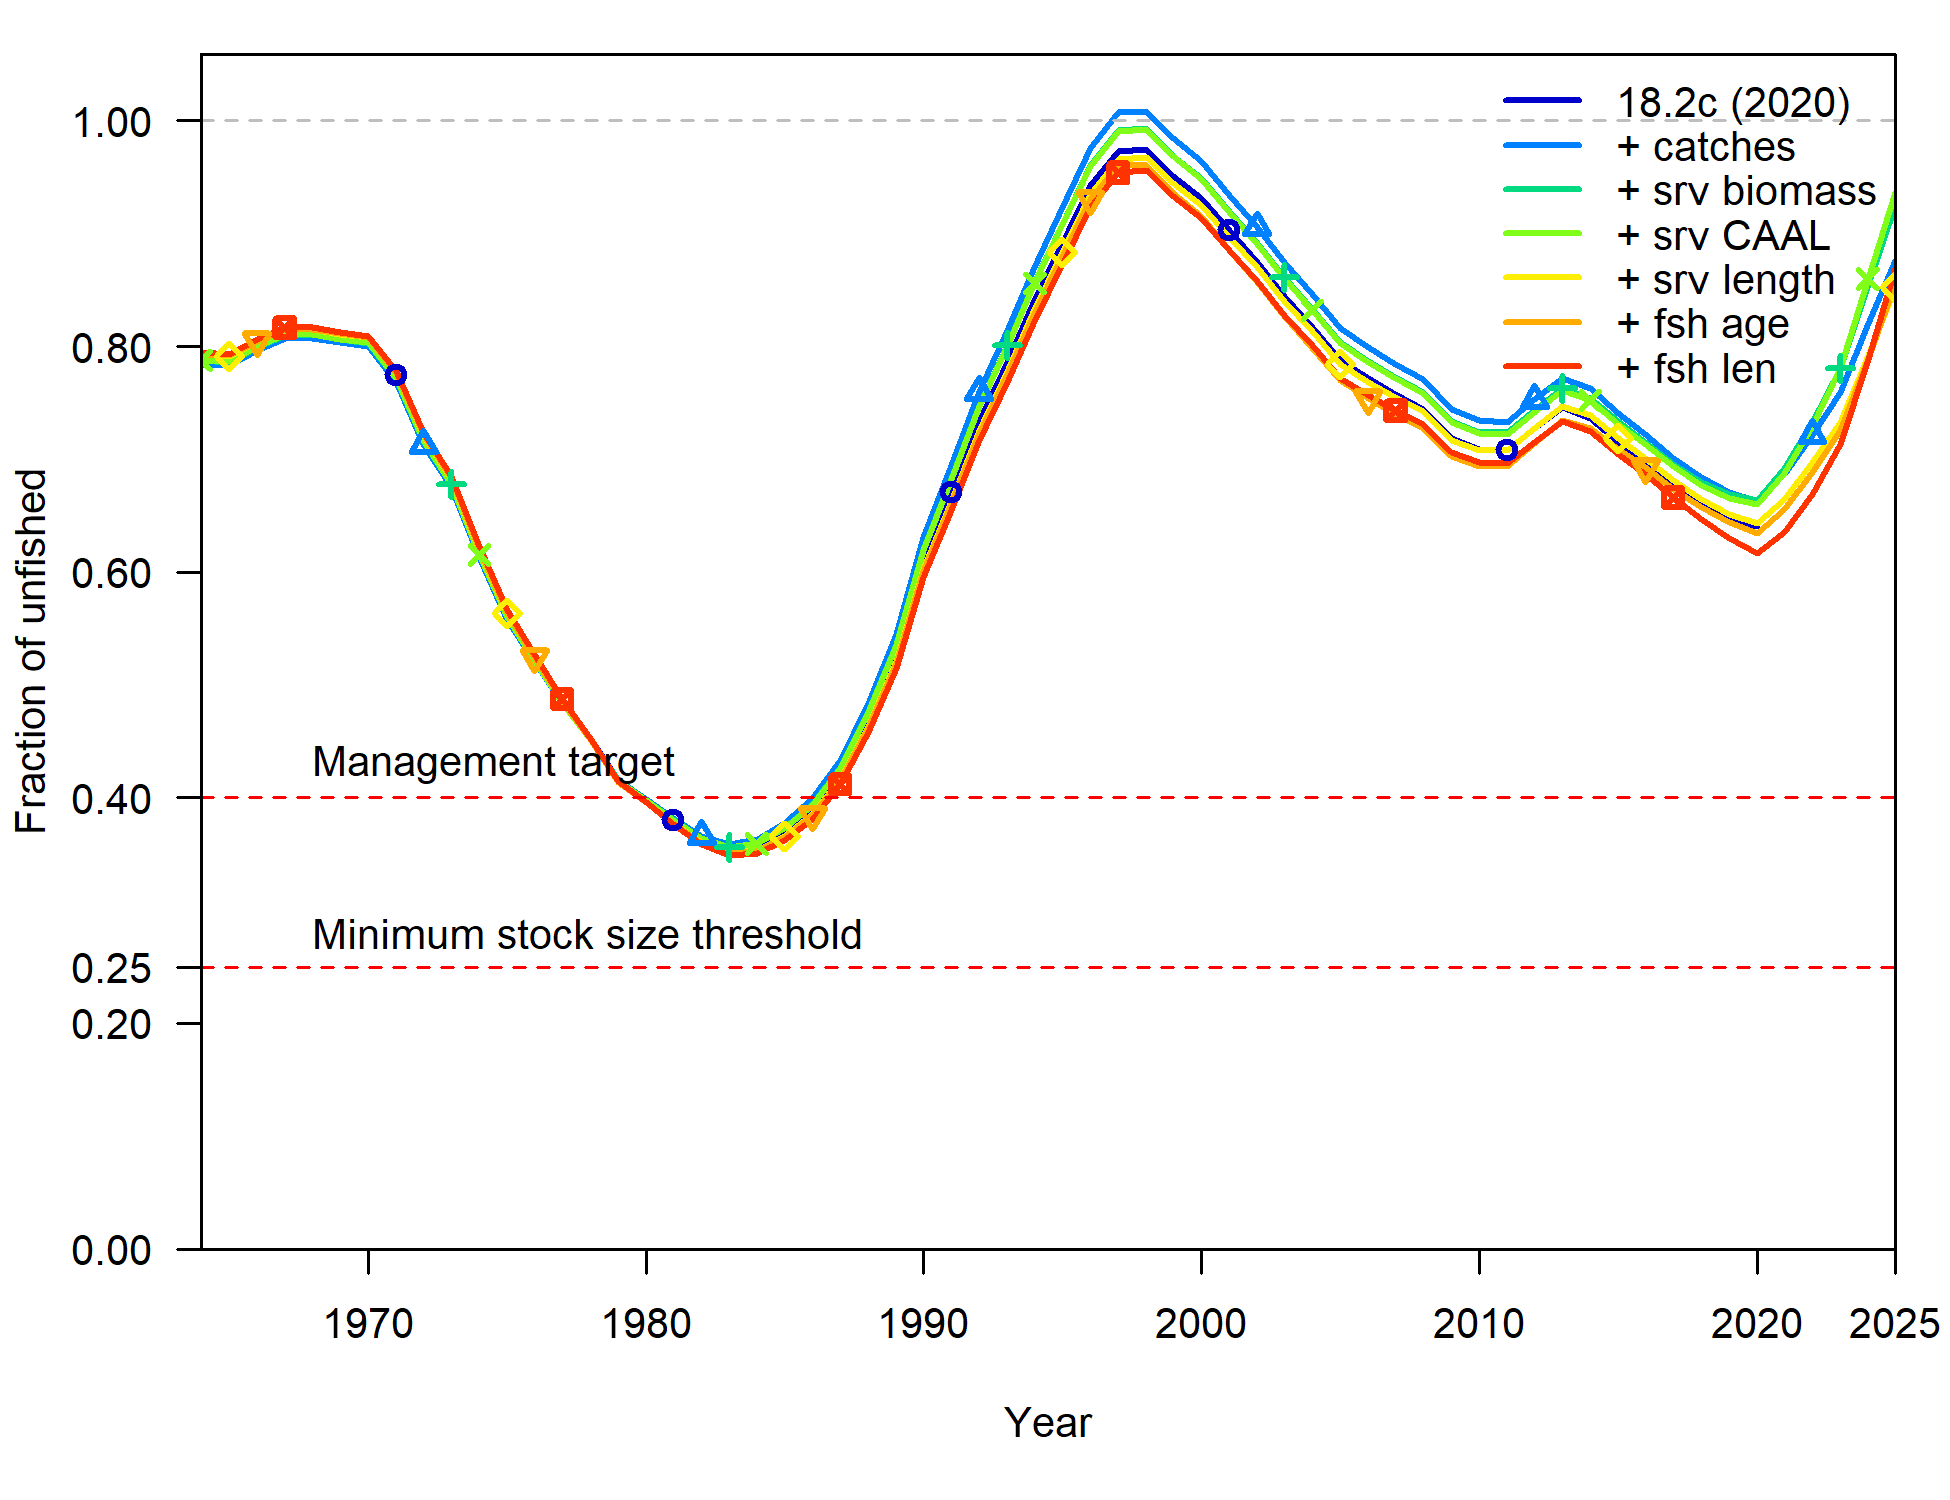 Fraction of unfished
1.00
0.80
0.60
0.40
0.25
0.20
0.00
18.2c (2020)
+ catches
+ srv biomass
+ srv CAAL
+ srv length
+ fsh age
+ fsh len
Management target
Minimum stock size threshold
1970
1980
1990
2000
2010
2020
2025
Year